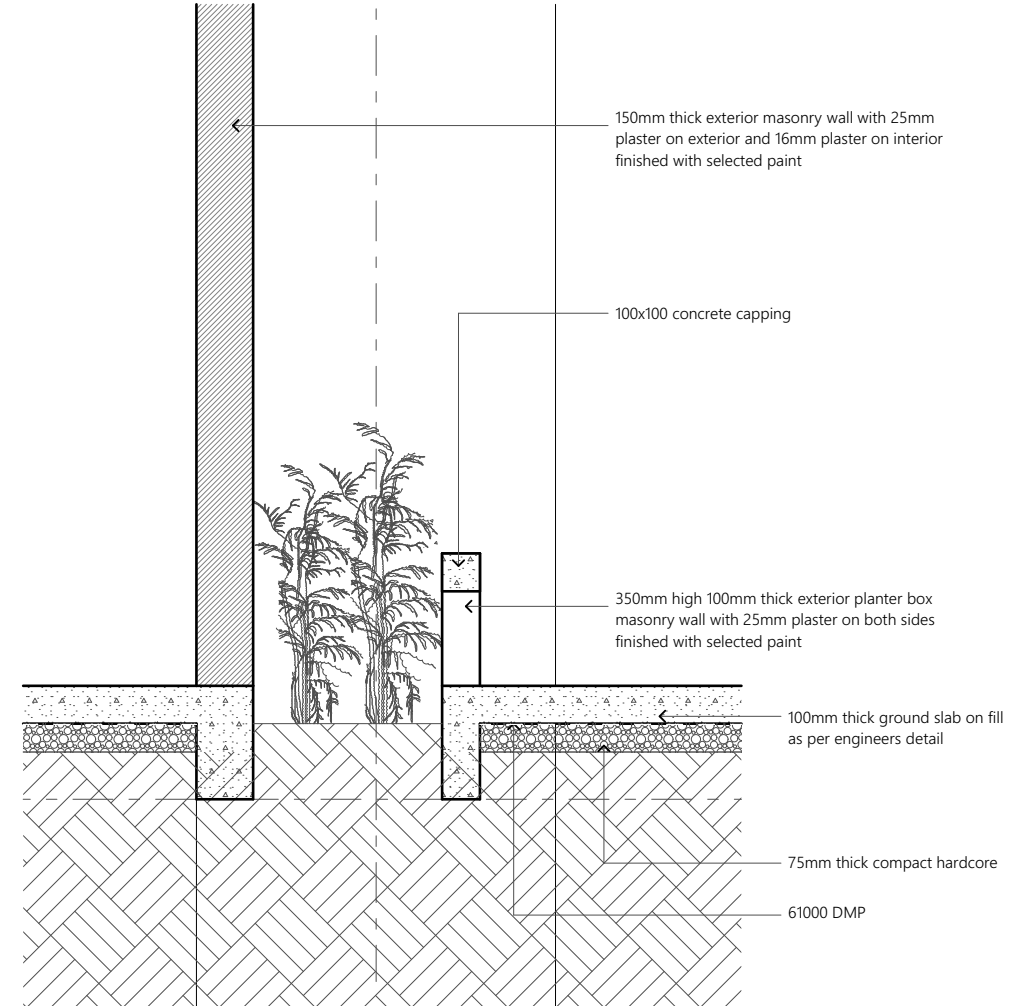 150mm thick exterior masonry wall with 25mm
plaster on exterior and 16mm plaster on interior
finished with selected paint
100x100 concrete capping
350mm high 100mm thick exterior planter box
masonry wall with 25mm plaster on both sides
finished with selected paint
100mm thick ground slab on fill
as per engineers detail
75mm thick compact hardcore
61000 DMP